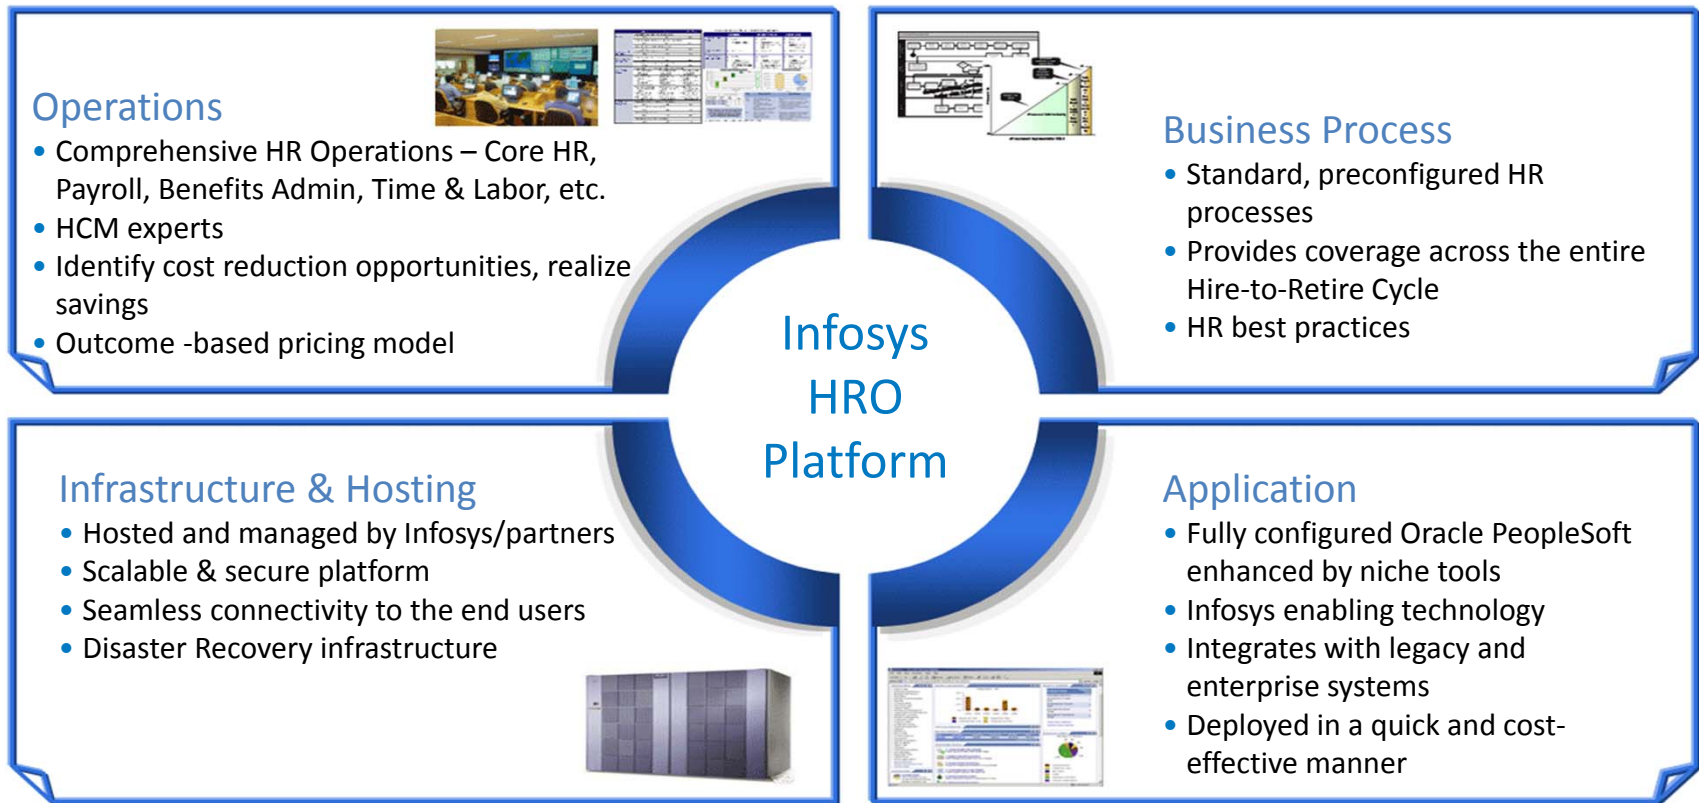 Operations
• Comprehensive HR Operations – Core HR,
Payroll, Benefits Admin, Time & Labor, etc.
• HCM experts
• Identify cost reduction opportunities, realize
savings
• Outcome -based pricing model
Business Process
• Standard, preconfigured HR
processes
• Provides coverage across the entire
Hire-to-Retire Cycle
• HR best practices
Infosys
HRO
Platform
Infrastructure & Hosting
• Hosted and managed by Infosys/partners
• Scalable & secure platform
• Seamless connectivity to the end users
• Disaster Recovery infrastructure
Application
• Fully configured Oracle PeopleSoft
enhanced by niche tools
• Infosys enabling technology
• Integrates with legacy and
enterprise systems
• Deployed in a quick and cost-
effective manner